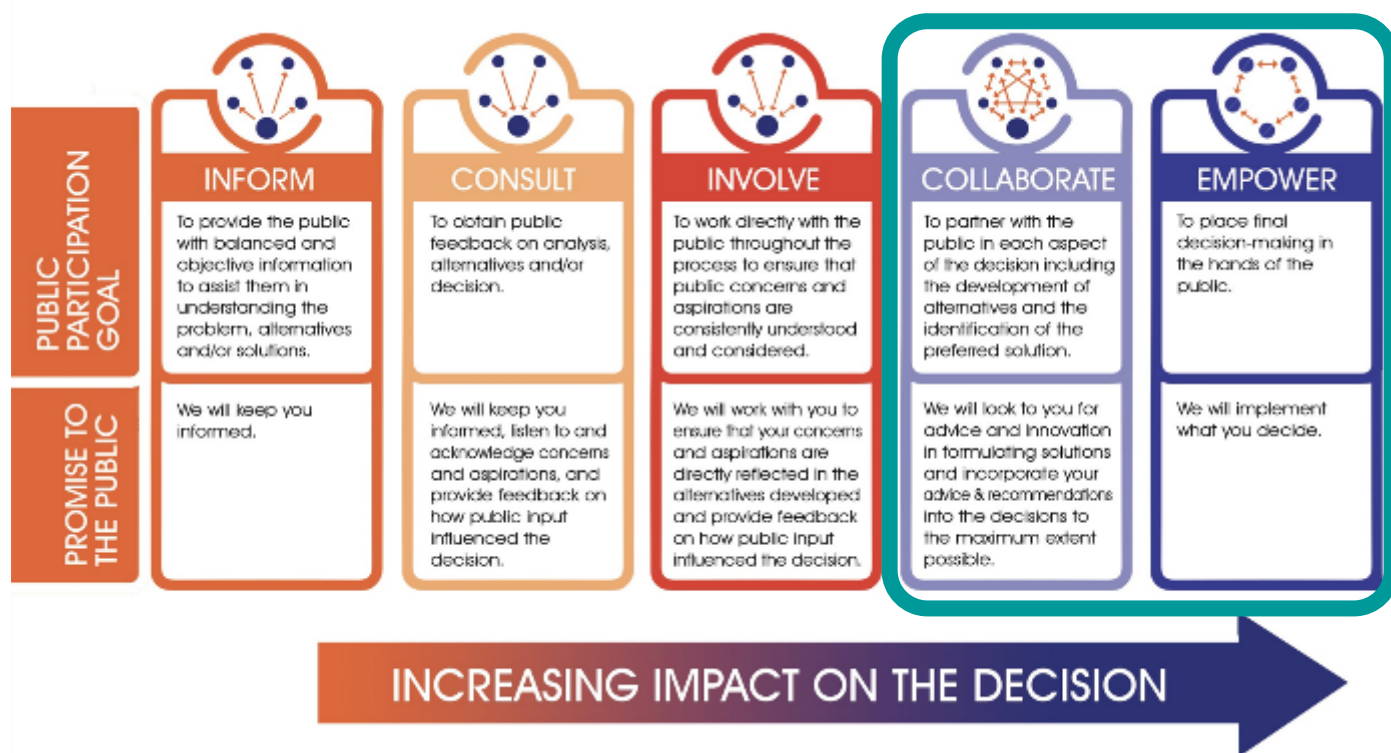 PUBLIC
PARTICIPATION
GOAL
INFORM
To provide the public
with balanced and
objective information
to assist them in
understanding the
problem, alternatives
and/or solutions.
CONSULT
To obtain public
feedback on analysis,
alternatives and/or
decision.
INVOLVE
To work directly with the
public throughout the
process to ensure that
public concerns and
aspirations are
consistently understood
and considered.
COLLABORATE
To partner with the
public in each aspect
of the decision including
the development of
alternatives and the
identification of the
preferred solution.
EMPOWER
To place final
decision-making in
the hands of the
public.
PROMISE TO
THE PUBLIC
We will keep you
informed.
We will keep you
informed, listen to and
acknowledge concerns
and aspirations, and
provide feedback on
how public input
influenced the
decision.
We will work with you to
ensure that your concerns
and aspirations are
directly reflected in the
alternatives developed
and provide feedback
on how public input
influenced the decision.
We will look to you for
advice and innovation
in formulating solutions
and incorporate your
advice & recommendations
into the decisions to
the maximum extent
possible.
We will implement
what you decide.
INCREASING IMPACT ON THE DECISION